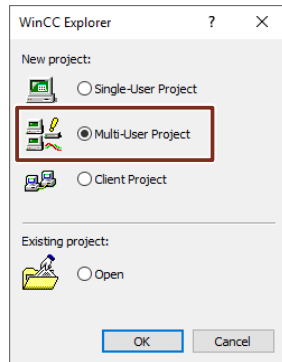 WinCC Explorer ? ×
New project:
Single-User Project
Multi-User Project
Client Project
Existing project:
Open
OK Cancel